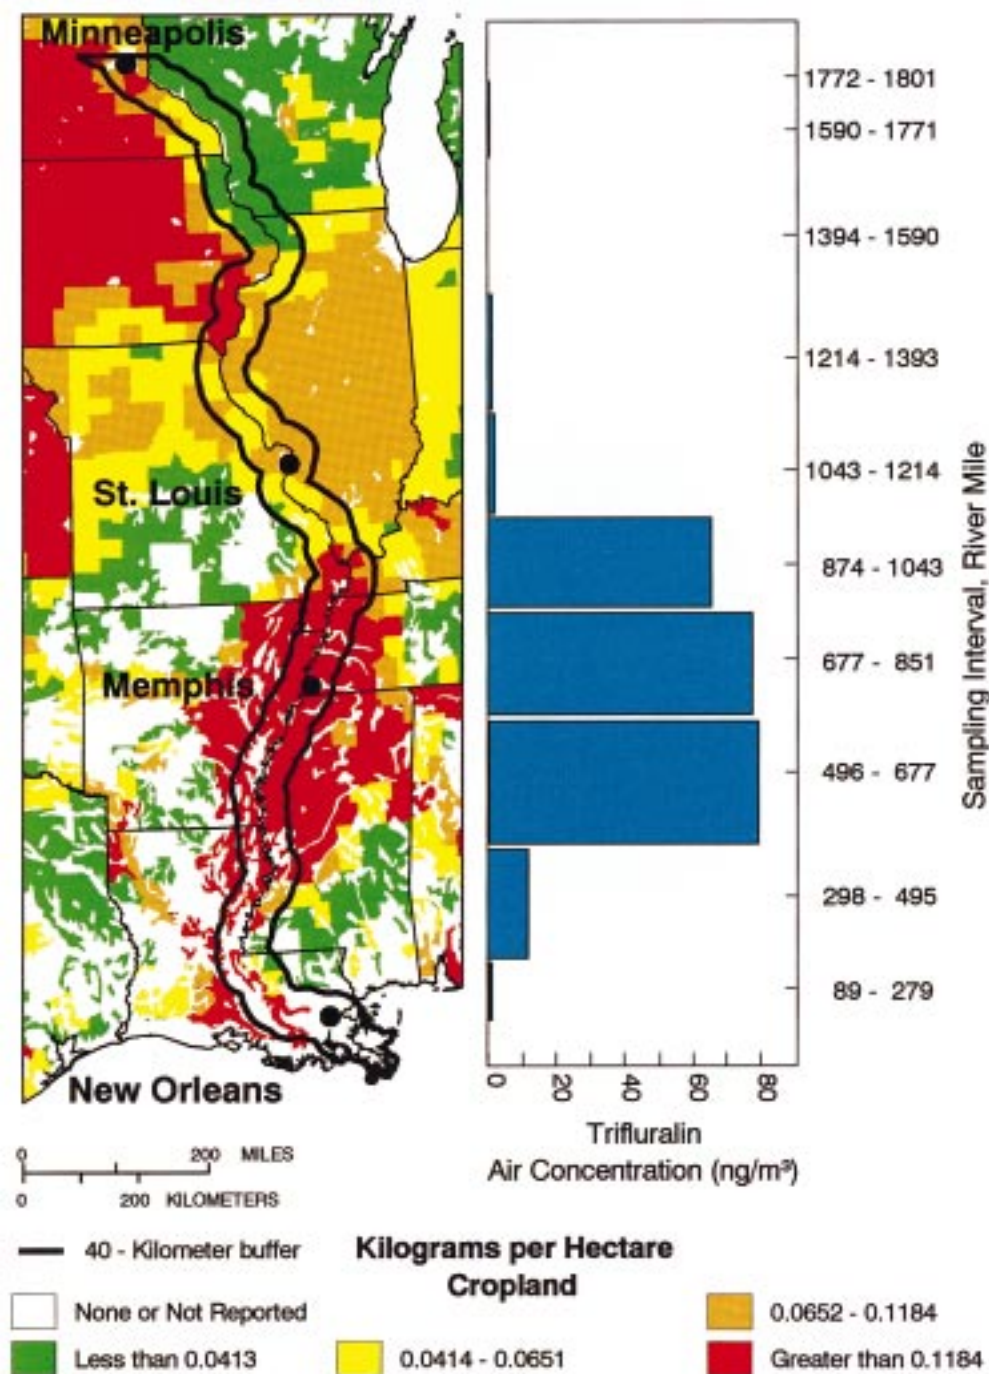 Minneapolis
St. Louis
Memphis
New Orleans
0 200 MILES
0 200 KILOMETERS
1772 - 1801
1590 - 1771
1394 - 1590
1214 - 1393
1043 - 1214
874 - 1043
677 - 851
496 - 677
298 - 495
89 - 279
Sampling Interval, River Mile
0 20 40 60 80
Trifluralin
Air Concentration (ng/m³)
40 - Kilometer buffer
Kilograms per Hectare
Cropland
None or Not Reported
0.0652 - 0.1184
Less than 0.0413
0.0414 - 0.0651
Greater than 0.1184